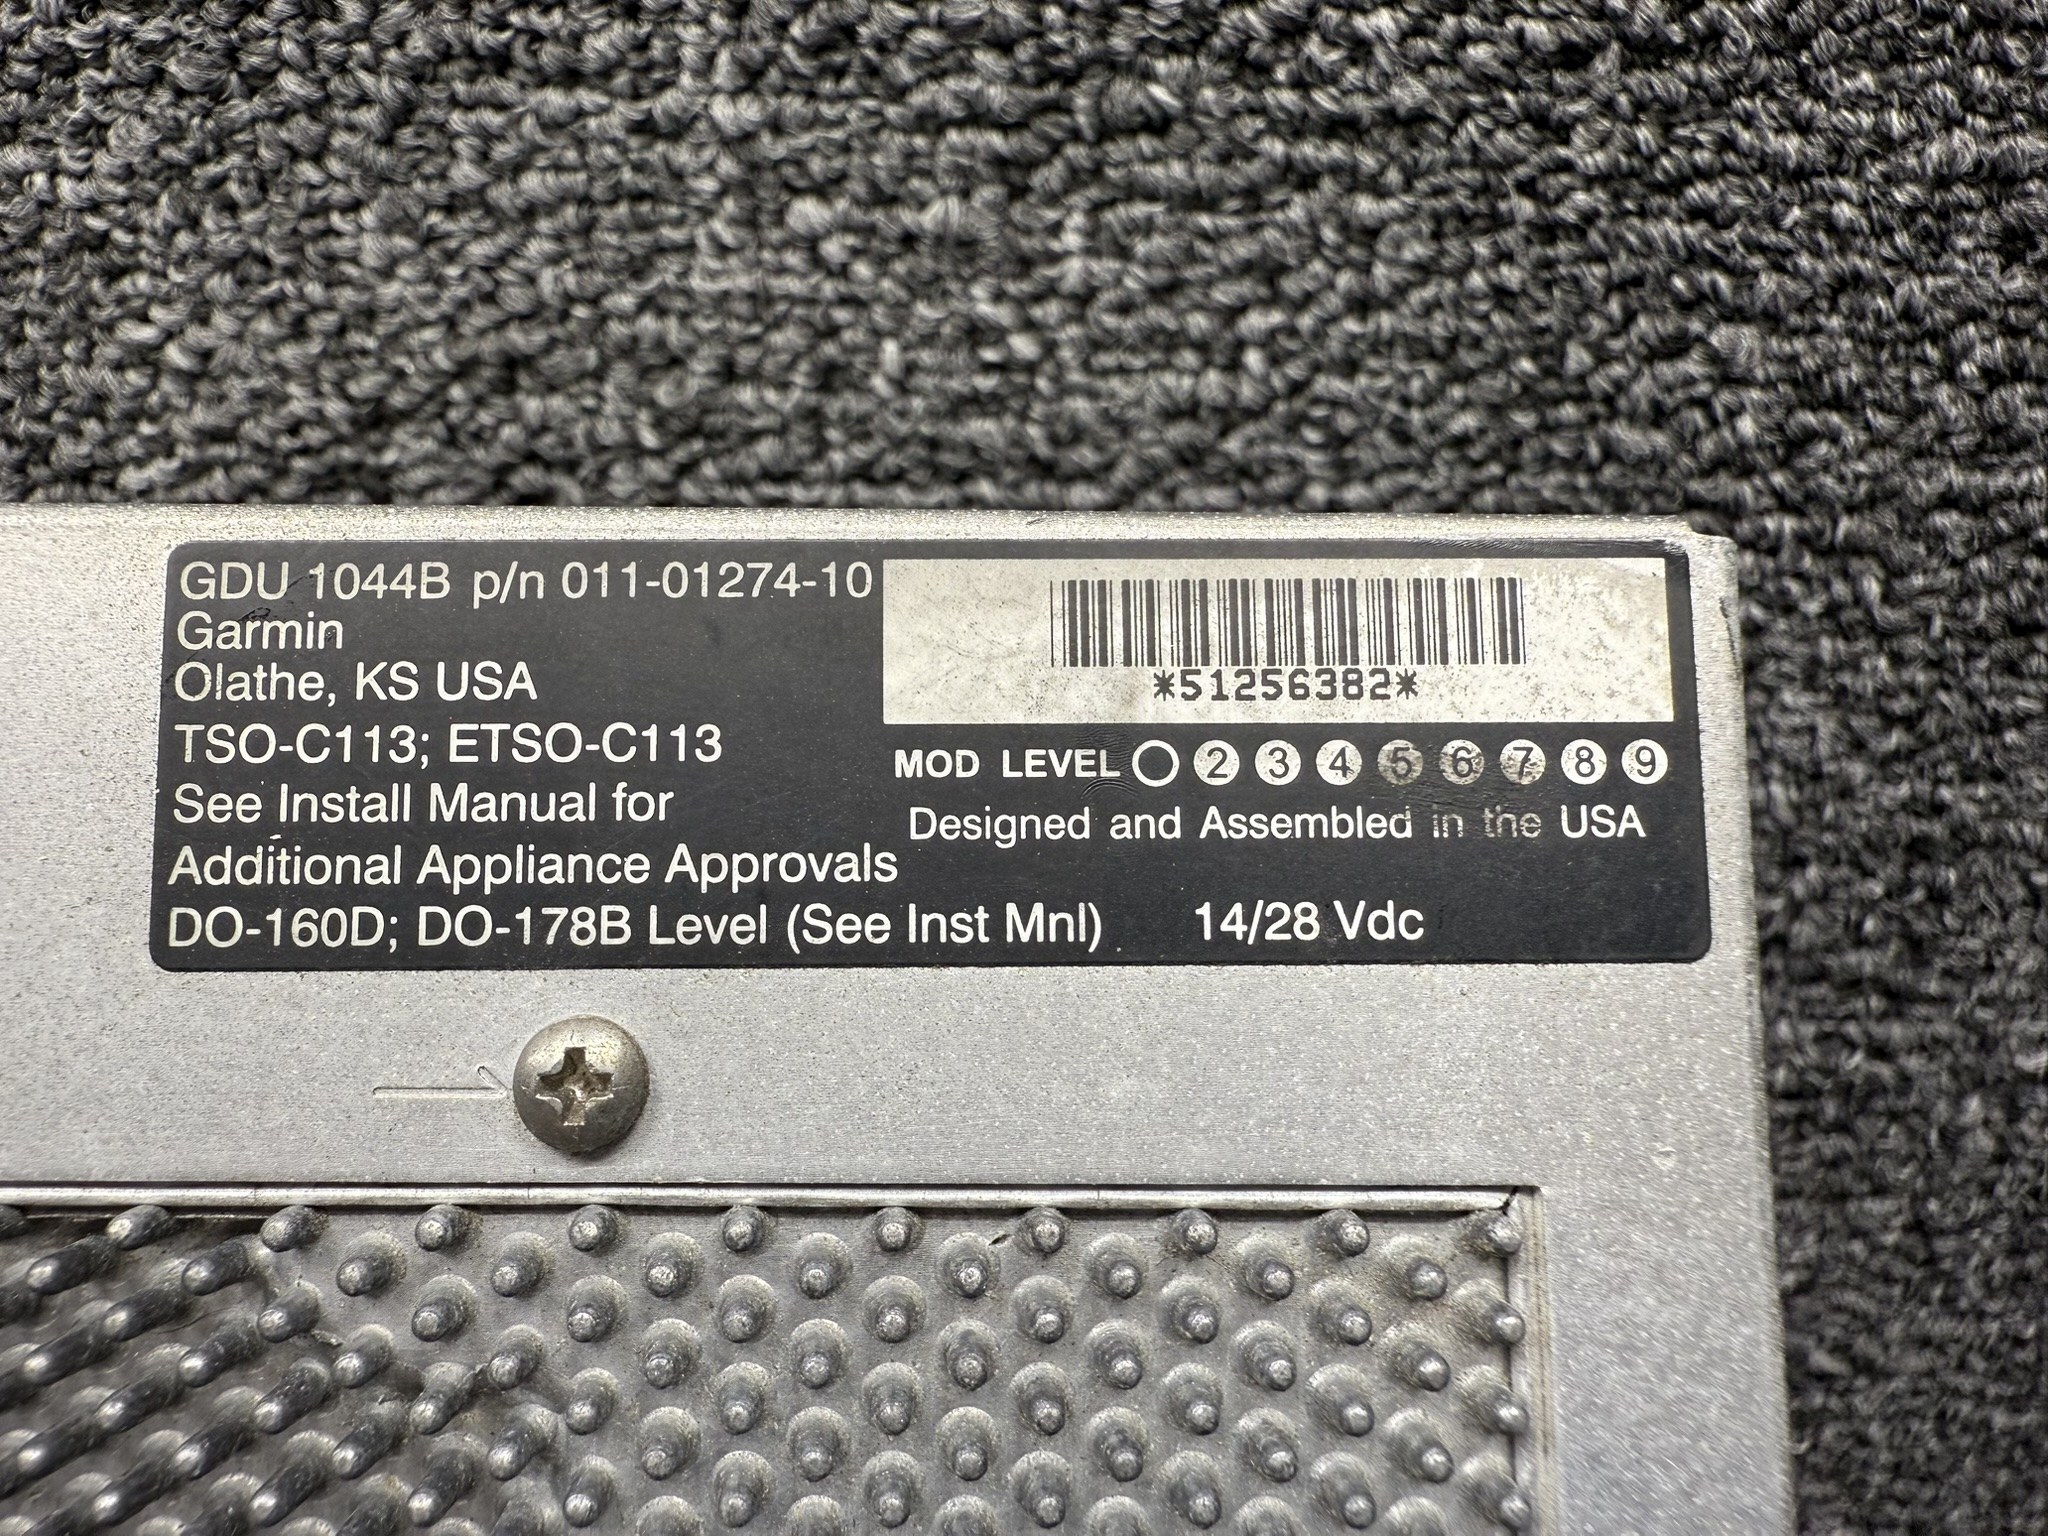 GDU 1044B p/n 011-01274-10
Garmin
Olathe, KS USA
TSO-C113; ETSO-C113
See Install Manual for
Additional Appliance Approvals
DO-160D; DO-178B Level (See Inst Mnl) 14/28 Vdc
*51256382*
MOD LEVEL 2 3 4 5 6 7 8 9
Designed and Assembled in the USA